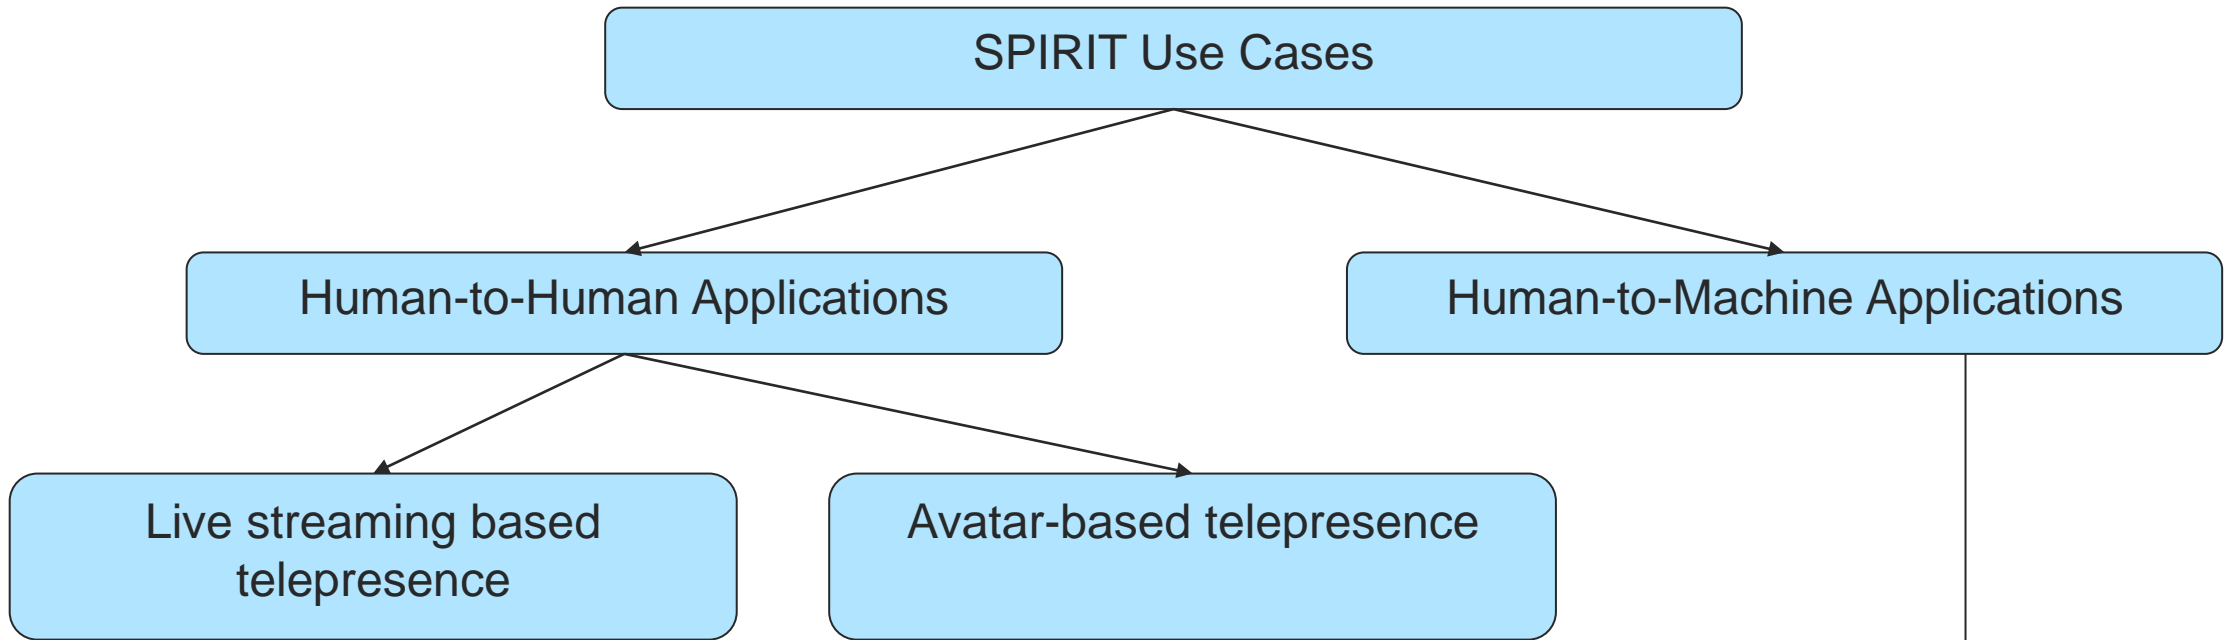 SPIRIT Use Cases
Human-to-Human Applications
Human-to-Machine Applications
Live streaming based
telepresence
Avatar-based telepresence